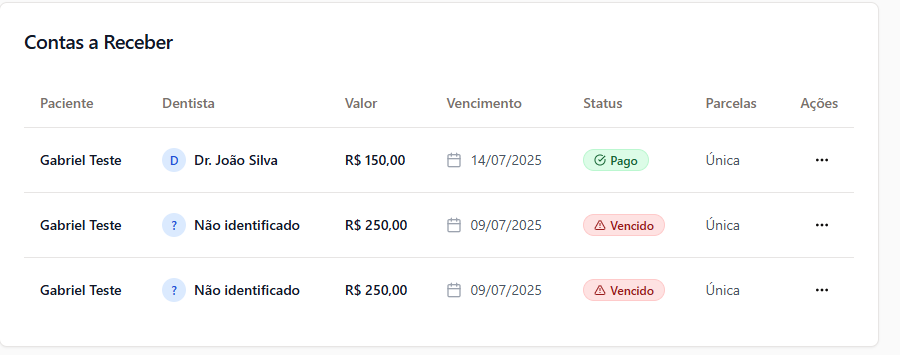 Contas a Receber
Paciente Dentista Valor Vencimento Status Parcelas Ações
Gabriel Teste D Dr. João Silva R$ 150,00 14/07/2025 Pago Única ...
Gabriel Teste ? Não identificado R$ 250,00 09/07/2025 Vencido Única ...
Gabriel Teste ? Não identificado R$ 250,00 09/07/2025 Vencido Única ...